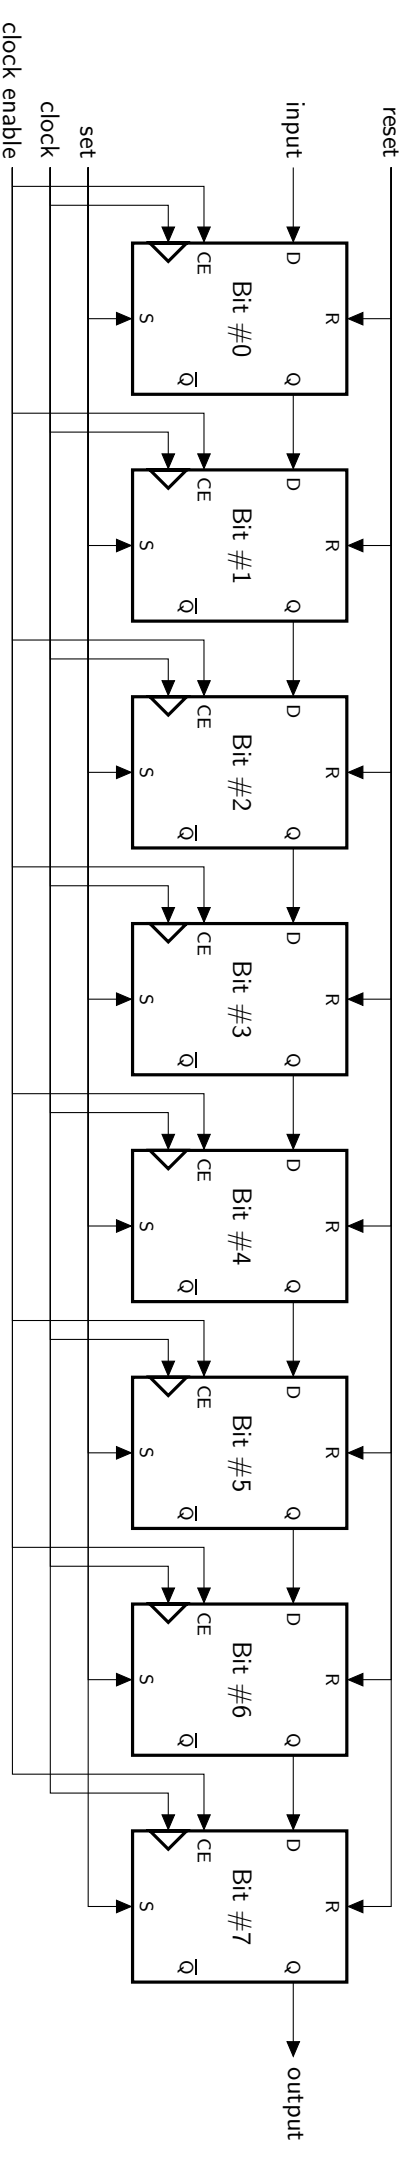 reset
input
set
clock
clock enable
R
D
Q
Bit #0
CE
Q̅
S
R
D
Q
Bit #1
CE
Q̅
S
R
D
Q
Bit #2
CE
Q̅
S
R
D
Q
Bit #3
CE
Q̅
S
R
D
Q
Bit #4
CE
Q̅
S
R
D
Q
Bit #5
CE
Q̅
S
R
D
Q
Bit #6
CE
Q̅
S
R
D
Q
Bit #7
CE
Q̅
S
output